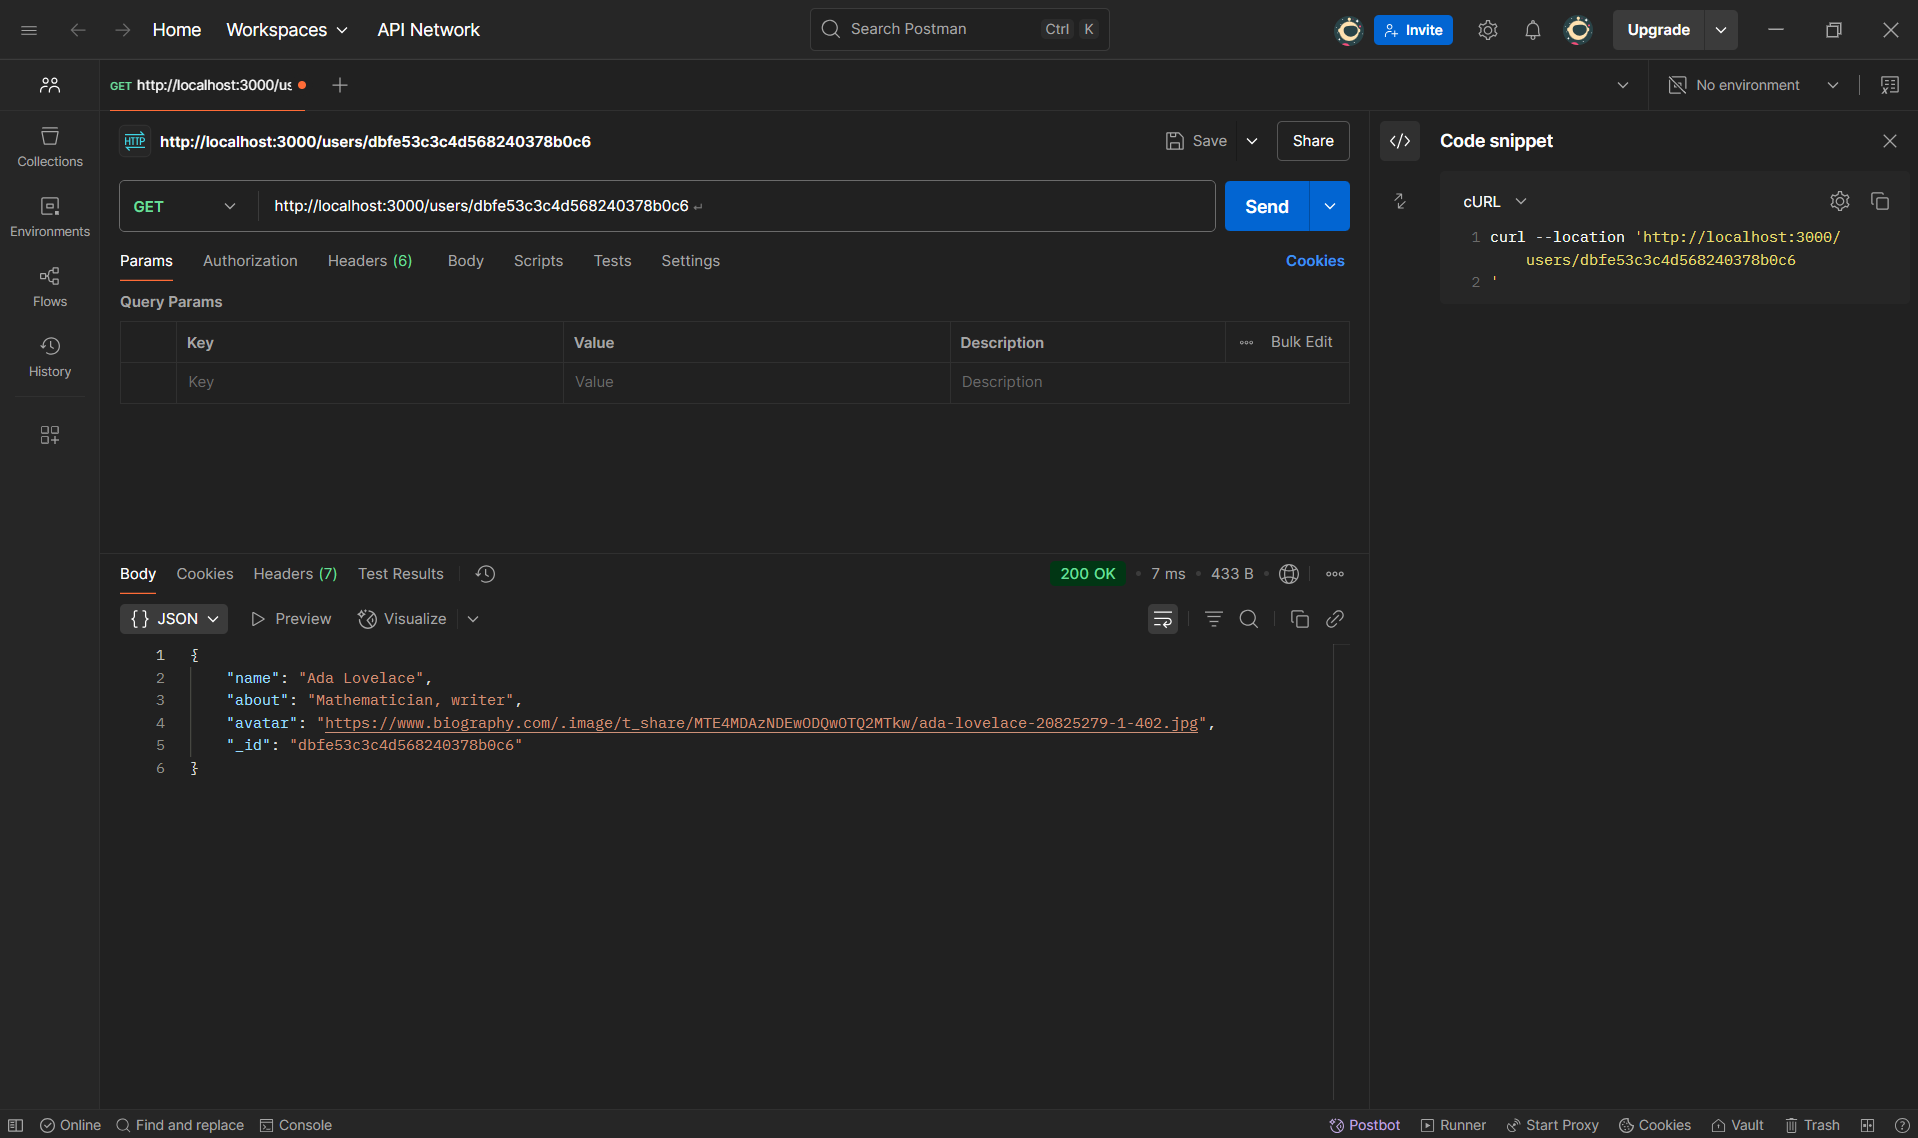 Home
Workspaces
API Network
Search Postman
Ctrl
K
Invite
Upgrade
GET http://localhost:3000/us
No environment
Collections
Environments
Flows
History
HTTP
http://localhost:3000/users/dbfe53c3c4d568240378b0c6
Save
Share
GET
http://localhost:3000/users/dbfe53c3c4d568240378b0c6 ↵
Send
Params
Authorization
Headers (6)
Body
Scripts
Tests
Settings
Cookies
Query Params
Key
Value
Description
Bulk Edit
Key
Value
Description
Body
Cookies
Headers (7)
Test Results
200 OK
7 ms
433 B
{} JSON
Preview
Visualize
1 {
2 "name": "Ada Lovelace",
3 "about": "Mathematician, writer",
4 "avatar": "https://www.biography.com/.image/t_share/MTE4MDAzNDEwODQwOTQ2MTkw/ada-lovelace-20825279-1-402.jpg",
5 "_id": "dbfe53c3c4d568240378b0c6"
6 }
</> Code snippet
cURL
1 curl --location 'http://localhost:3000/
users/dbfe53c3c4d568240378b0c6
2 '
Online
Find and replace
Console
Postbot
Runner
Start Proxy
Cookies
Vault
Trash